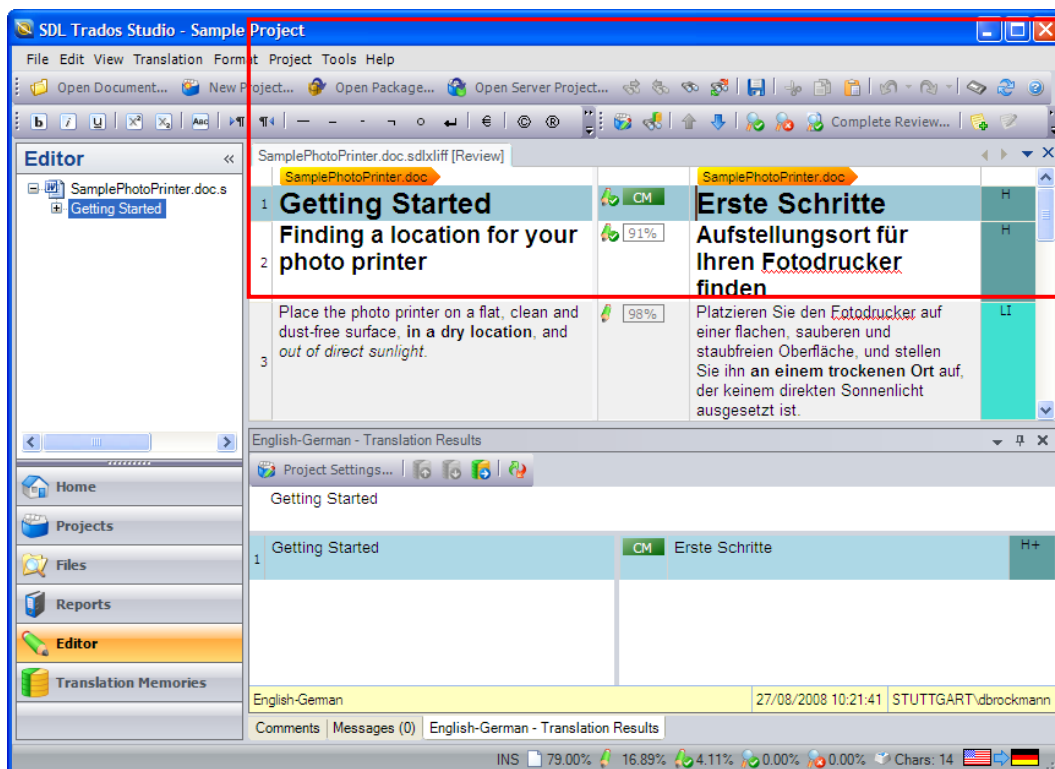 SDL Trados Studio - Sample Project
File Edit View Translation Format Project Tools Help
Open Document... New Project... Open Package... Open Server Project...
b i U X² X₂ ABC ▸¶ ¶◂ — – - ¬ ○ ↵ € © ® Complete Review...
Editor «
SamplePhotoPrinter.doc.s
Getting Started
SamplePhotoPrinter.doc.sdlxliff [Review]
SamplePhotoPrinter.doc SamplePhotoPrinter.doc
1 Getting Started CM Erste Schritte H
2 Finding a location for your
photo printer
91%
Aufstellungsort für
Ihren Fotodrucker
finden
H
3 Place the photo printer on a flat, clean and
dust-free surface, in a dry location, and
out of direct sunlight.
98%
Platzieren Sie den Fotodrucker auf
einer flachen, sauberen und
staubfreien Oberfläche, und stellen
Sie ihn an einem trockenen Ort auf,
der keinem direkten Sonnenlicht
ausgesetzt ist.
LI
English-German - Translation Results
Project Settings...
Getting Started
1 Getting Started CM Erste Schritte H+
Home
Projects
Files
Reports
Editor
Translation Memories
English-German 27/08/2008 10:21:41 STUTTGART\dbrockmann
Comments Messages (0) English-German - Translation Results
INS 79.00% 16.89% 4.11% 0.00% 0.00% Chars: 14